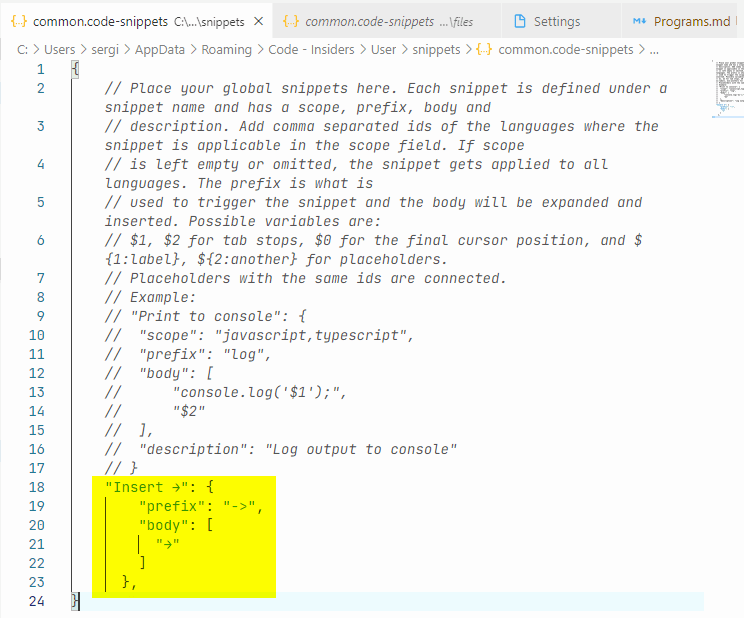 {..} common.code-snippets C:\...\snippets × {..} common.code-snippets ...\files Settings M↓ Programs.md
C: > Users > sergi > AppData > Roaming > Code - Insiders > User > snippets > {..} common.code-snippets > ...
1 {
2 // Place your global snippets here. Each snippet is defined under a
snippet name and has a scope, prefix, body and
3 // description. Add comma separated ids of the languages where the
snippet is applicable in the scope field. If scope
4 // is left empty or omitted, the snippet gets applied to all
languages. The prefix is what is
5 // used to trigger the snippet and the body will be expanded and
inserted. Possible variables are:
6 // $1, $2 for tab stops, $0 for the final cursor position, and $
{1:label}, ${2:another} for placeholders.
7 // Placeholders with the same ids are connected.
8 // Example:
9 // "Print to console": {
10 // "scope": "javascript,typescript",
11 // "prefix": "log",
12 // "body": [
13 // "console.log('$1');",
14 // "$2"
15 // ],
16 // "description": "Log output to console"
17 // }
18 "Insert →": {
19 "prefix": "->",
20 "body": [
21 "→"
22 ]
23 },
24 }